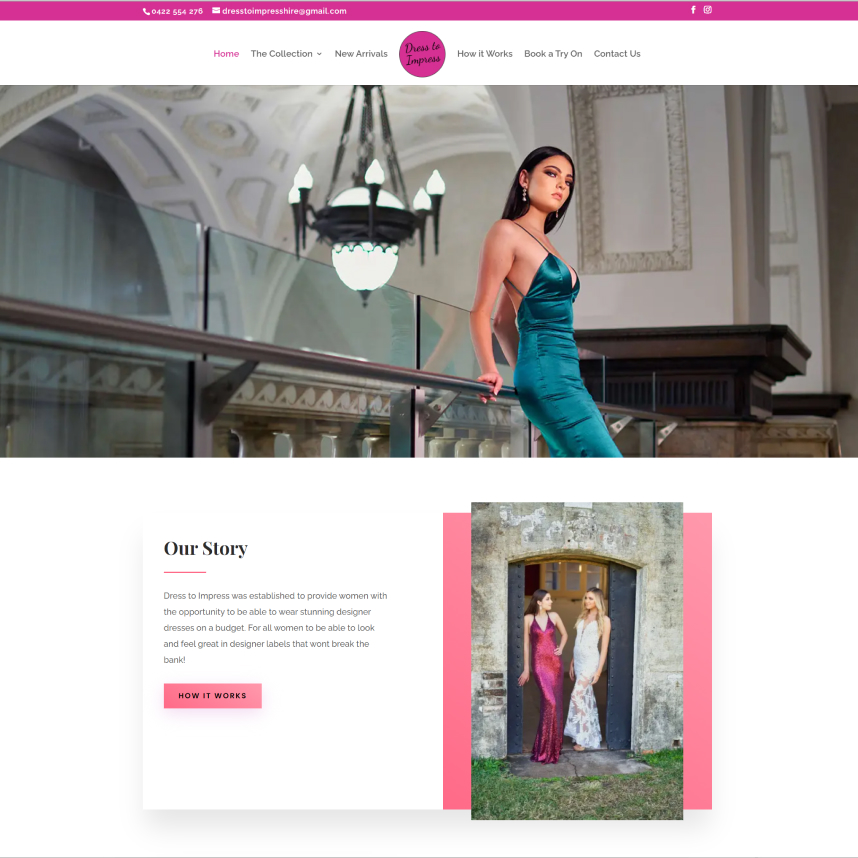 0422 554 276 dresstoimpresshire@gmail.com
Home The Collection New Arrivals Dress to Impress How it Works Book a Try On Contact Us
Our Story
Dress to Impress was established to provide women with
the opportunity to be able to wear stunning designer
dresses on a budget. For all women to be able to look
and feel great in designer labels that wont break the
bank!
HOW IT WORKS